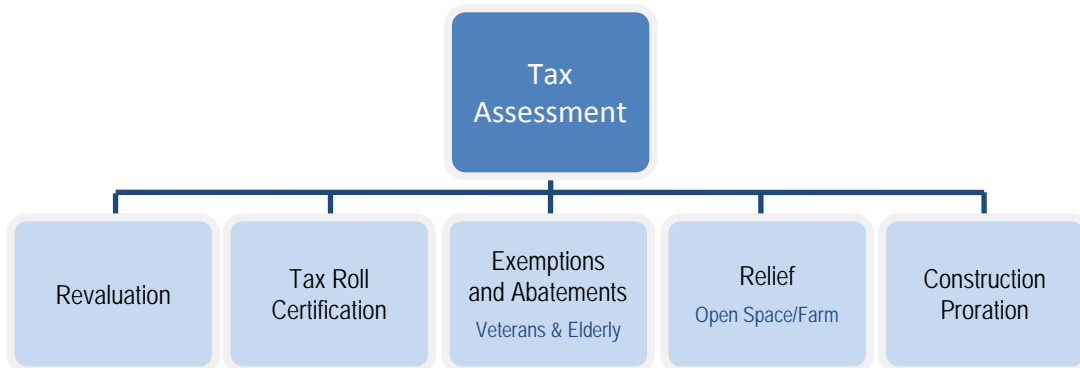 Tax
Assessment
Revaluation
Tax Roll
Certification
Exemptions
and Abatements
Veterans & Elderly
Relief
Open Space/Farm
Construction
Proration